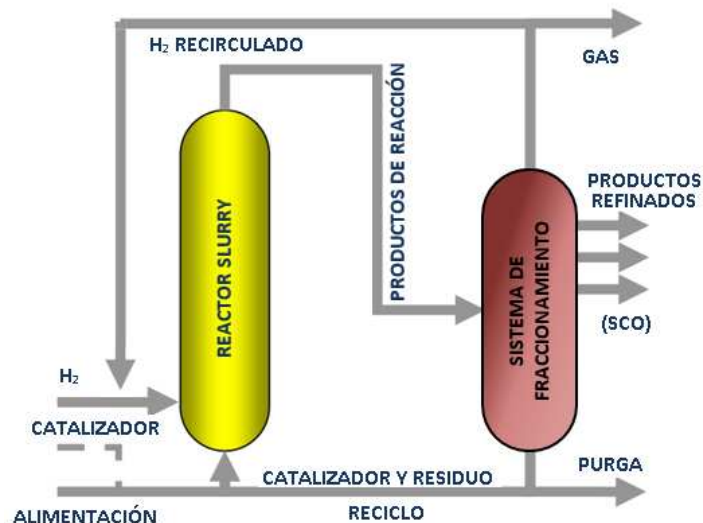 H₂ RECIRCULADO
GAS
REACTOR SLURRY
PRODUCTOS DE REACCIÓN
SISTEMA DE
FRACCIONAMIENTO
PRODUCTOS
REFINADOS
(SCO)
H₂
CATALIZADOR
ALIMENTACIÓN
CATALIZADOR Y RESIDUO
RECICLO
PURGA